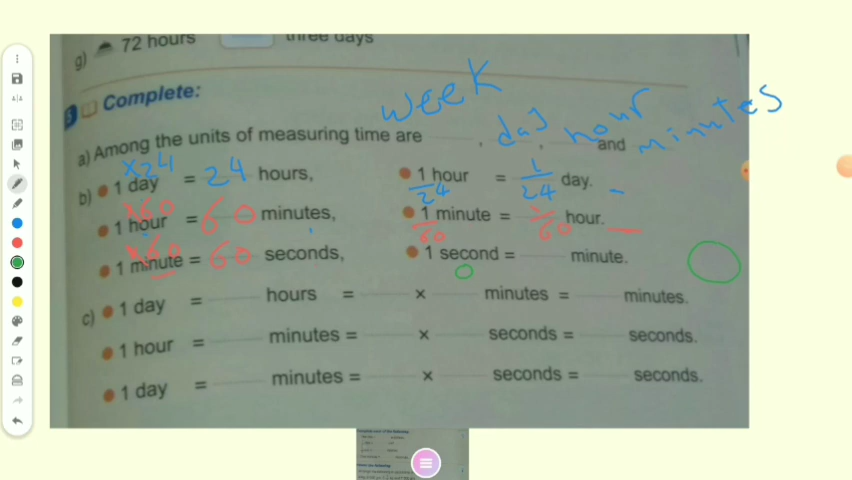 g) 72 hours three days
Complete:
week
a) Among the units of measuring time are , day , hour and minutes
x24
b) 1 day = 24 hours, 1 hour = 1/24 day.
24
x60
1 hour = 60 minutes, 1 minute = 1/60 hour.
60
x60
1 minute = 60 seconds, 1 second = minute.
c) 1 day = hours = × minutes = minutes.
1 hour = minutes = × seconds = seconds.
1 day = minutes = × seconds = seconds.